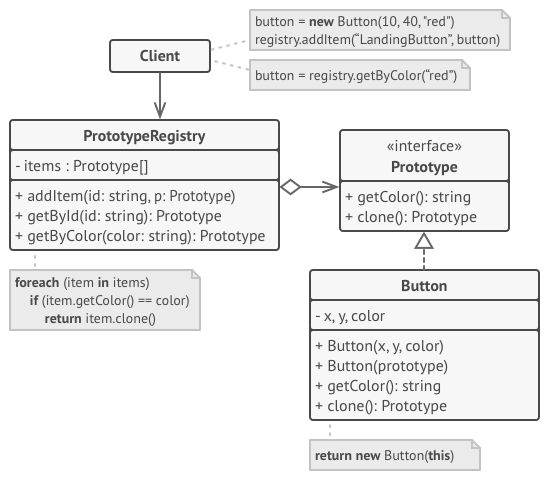 button = new Button(10, 40, "red")
registry.addItem(“LandingButton”, button)
Client
button = registry.getByColor(“red”)
PrototypeRegistry
- items : Prototype[]
+ addItem(id: string, p: Prototype)
+ getById(id: string): Prototype
+ getByColor(color: string): Prototype
foreach (item in items)
if (item.getColor() == color)
return item.clone()
«interface»
Prototype
+ getColor(): string
+ clone(): Prototype
Button
- x, y, color
+ Button(x, y, color)
+ Button(prototype)
+ getColor(): string
+ clone(): Prototype
return new Button(this)